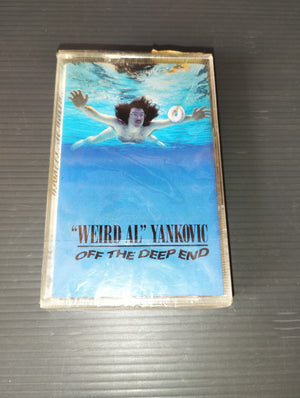 "WEIRD AL" YANKOVIC
OFF THE DEEP END